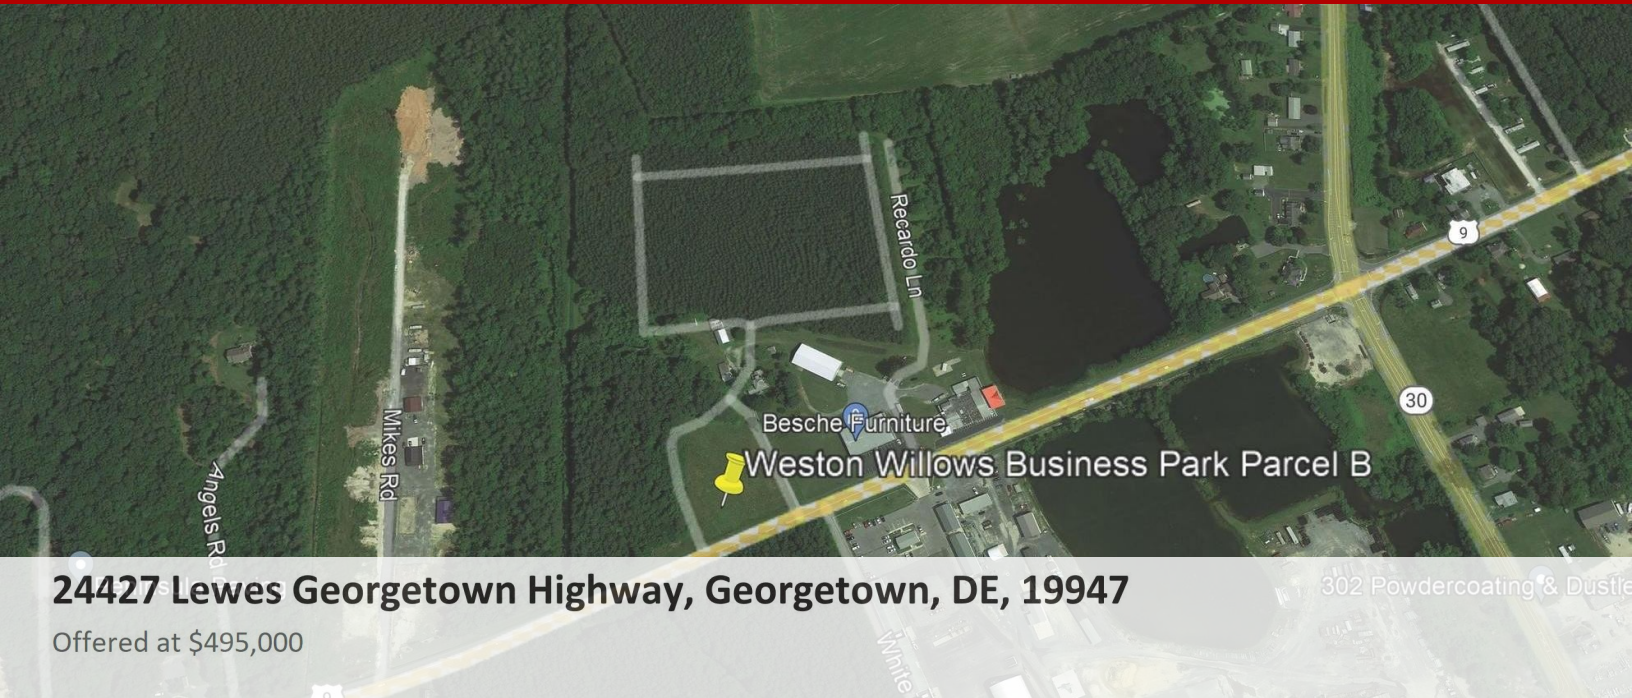 Recardo Ln
9
30
Mikes Rd
Angels Rd
Besche Furniture
Weston Willows Business Park Parcel B
24427 Lewes Georgetown Highway, Georgetown, DE, 19947
302 Powdercoating & Dustle
Offered at $495,000
White
9